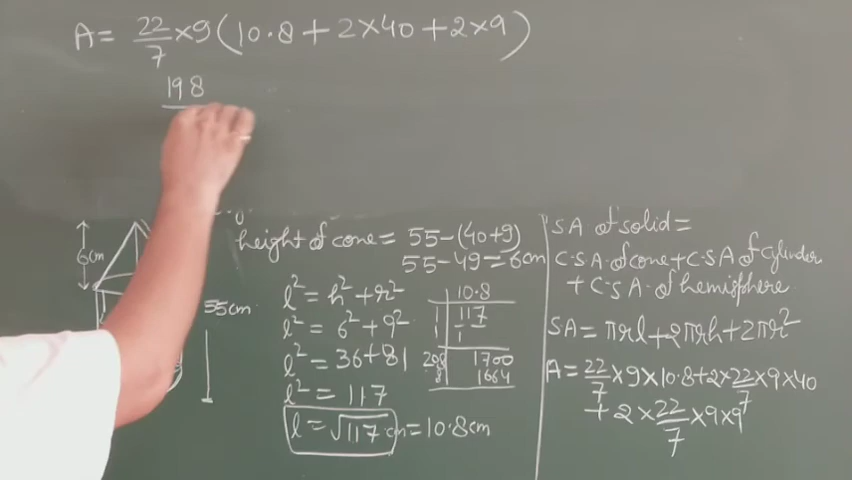 A = 22/7 × 9 (10.8 + 2×40 + 2×9)
198
6cm
55cm
height of cone = 55-(40+9)
55-49 = 6cm
l² = h² + r²
l² = 6² + 9²
l² = 36+81
l² = 117
l = √117 cm = 10.8cm
10.8
1 117
1 1
208 1700
8 1664
SA of solid =
C.S.A. of cone + C.S.A of cylinder
+ C.S.A. of hemisphere
SA = πrl + 2πrh + 2πr²
A = 22/7 × 9 × 10.8 + 2 × 22/7 × 9 × 40
+ 2 × 22/7 × 9 × 9